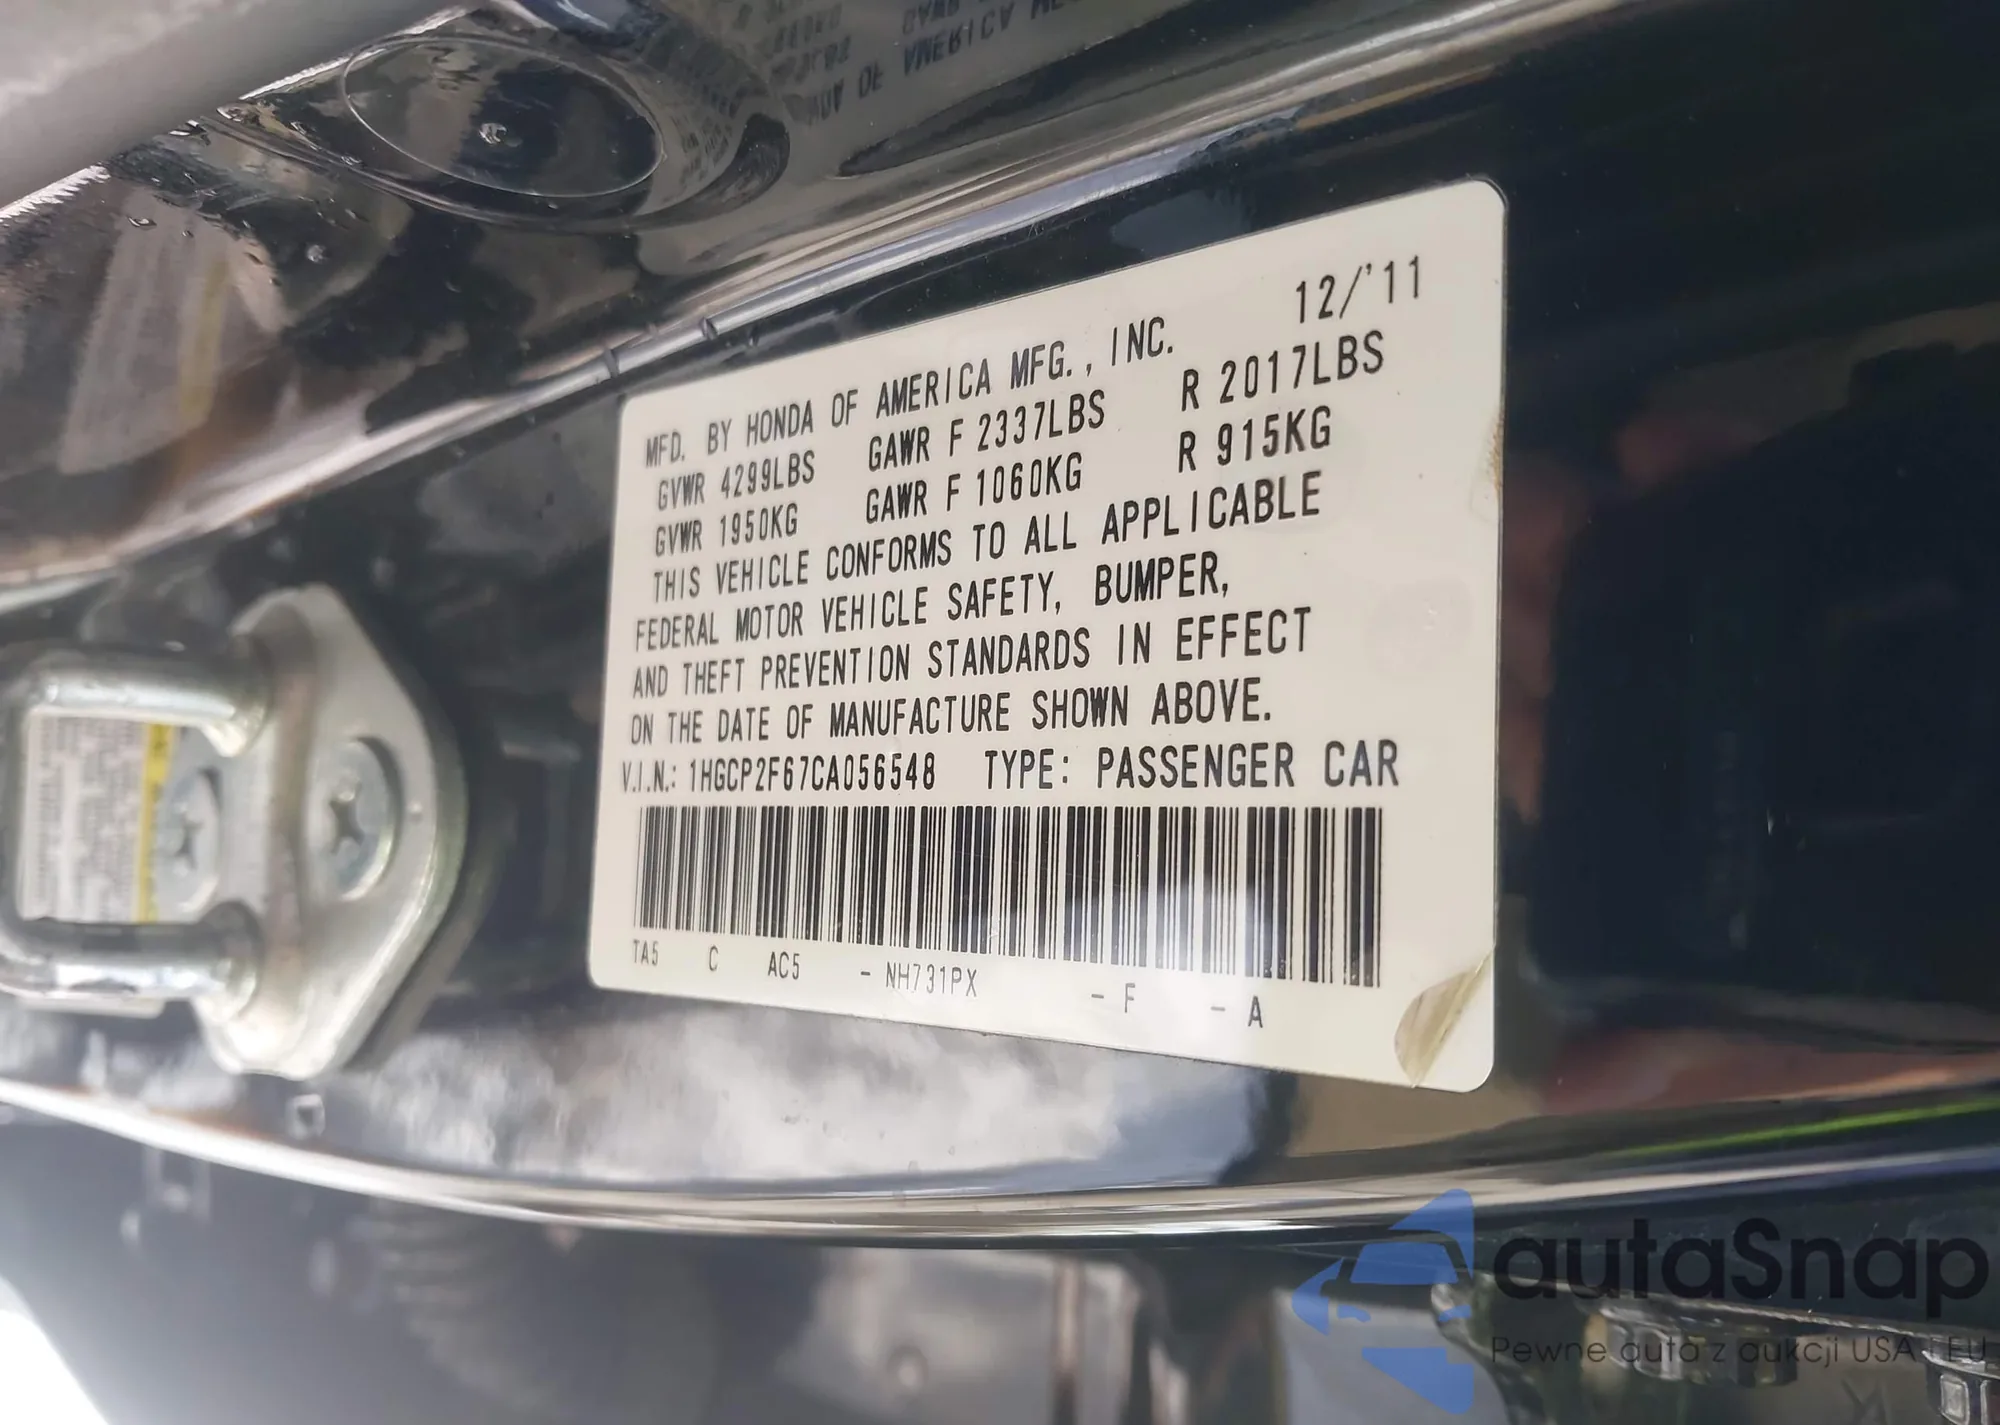 12/'11
MFD. BY HONDA OF AMERICA MFG., INC.
GVWR 4299LBS GAWR F 2337LBS R 2017LBS
GVWR 1950KG GAWR F 1060KG R 915KG
THIS VEHICLE CONFORMS TO ALL APPLICABLE
FEDERAL MOTOR VEHICLE SAFETY, BUMPER,
AND THEFT PREVENTION STANDARDS IN EFFECT
ON THE DATE OF MANUFACTURE SHOWN ABOVE.
V.I.N.: 1HGCP2F67CA056548 TYPE: PASSENGER CAR
TA5 C AC5 - NH731PX - F - A
autaSnap
Pewne auta z aukcji USA i EU